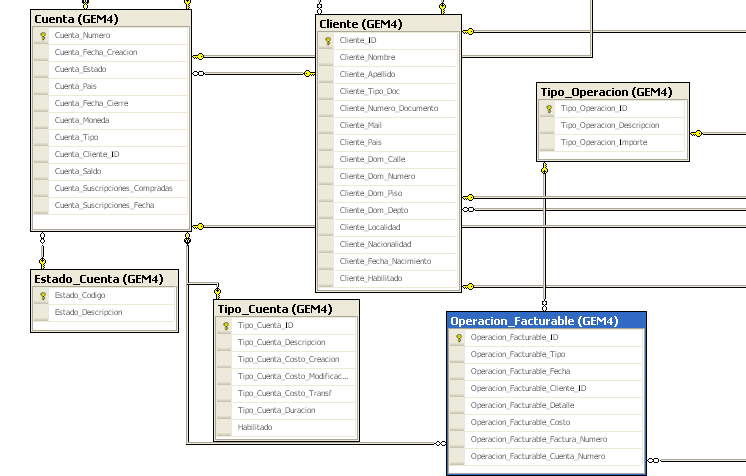 Cuenta (GEM4)
Cuenta_Numero
Cuenta_Fecha_Creacion
Cuenta_Estado
Cuenta_Pais
Cuenta_Fecha_Cierre
Cuenta_Moneda
Cuenta_Tipo
Cuenta_Cliente_ID
Cuenta_Saldo
Cuenta_Suscripciones_Compradas
Cuenta_Suscripciones_Fecha
Cliente (GEM4)
Cliente_ID
Cliente_Nombre
Cliente_Apellido
Cliente_Tipo_Doc
Cliente_Numero_Documento
Cliente_Mail
Cliente_Pais
Cliente_Dom_Calle
Cliente_Dom_Numero
Cliente_Dom_Piso
Cliente_Dom_Depto
Cliente_Localidad
Cliente_Nacionalidad
Cliente_Fecha_Nacimiento
Cliente_Habilitado
Tipo_Operacion (GEM4)
Tipo_Operacion_ID
Tipo_Operacion_Descripcion
Tipo_Operacion_Importe
Estado_Cuenta (GEM4)
Estado_Codigo
Estado_Descripcion
Tipo_Cuenta (GEM4)
Tipo_Cuenta_ID
Tipo_Cuenta_Descripcion
Tipo_Cuenta_Costo_Creacion
Tipo_Cuenta_Costo_Modificac...
Tipo_Cuenta_Costo_Transf
Tipo_Cuenta_Duracion
Habilitado
Operacion_Facturable (GEM4)
Operacion_Facturable_ID
Operacion_Facturable_Tipo
Operacion_Facturable_Fecha
Operacion_Facturable_Cliente_ID
Operacion_Facturable_Detalle
Operacion_Facturable_Costo
Operacion_Facturable_Factura_Numero
Operacion_Facturable_Cuenta_Numero